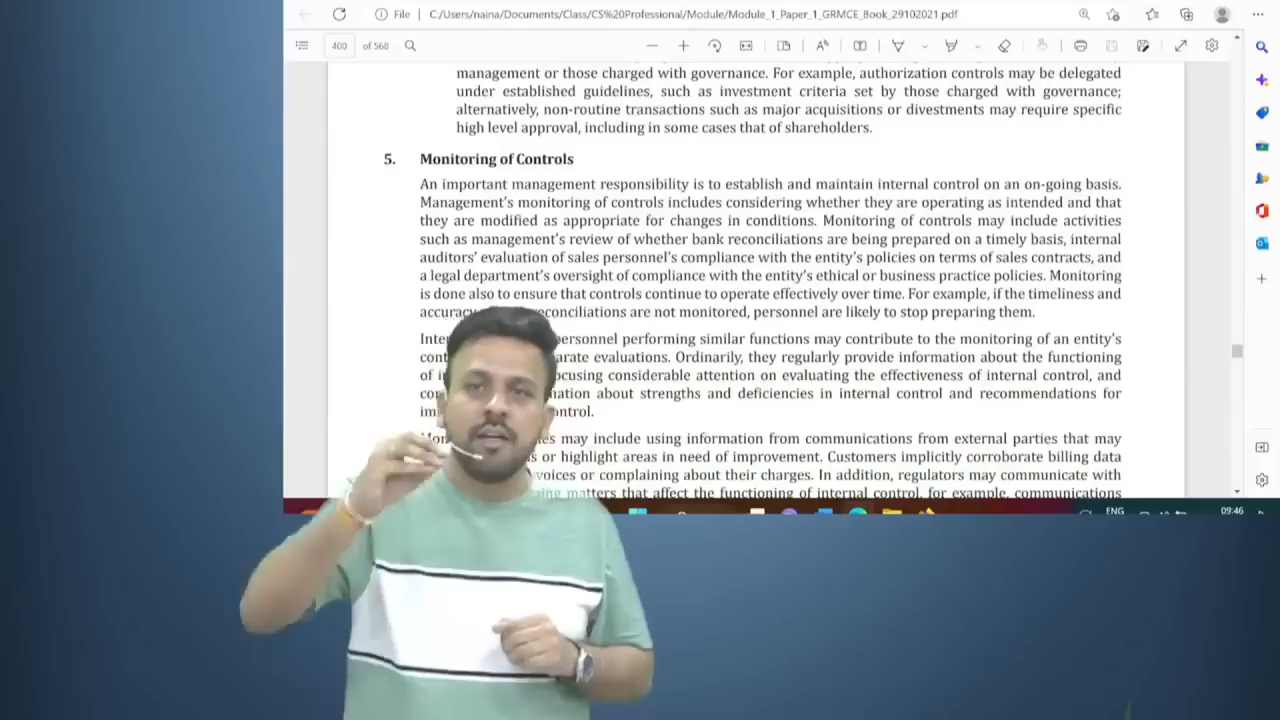 File C:/Users/naina/Documents/Class/CS%20Professional/Module/Module_1_Paper_1_GRMCE_Book_29102021.pdf
400 of 568
management or those charged with governance. For example, authorization controls may be delegated
under established guidelines, such as investment criteria set by those charged with governance;
alternatively, non-routine transactions such as major acquisitions or divestments may require specific
high level approval, including in some cases that of shareholders.
5. Monitoring of Controls
An important management responsibility is to establish and maintain internal control on an on-going basis.
Management's monitoring of controls includes considering whether they are operating as intended and that
they are modified as appropriate for changes in conditions. Monitoring of controls may include activities
such as management's review of whether bank reconciliations are being prepared on a timely basis, internal
auditors' evaluation of sales personnel's compliance with the entity's policies on terms of sales contracts, and
a legal department's oversight of compliance with the entity's ethical or business practice policies. Monitoring
is done also to ensure that controls continue to operate effectively over time. For example, if the timeliness and
reconciliations are not monitored, personnel are likely to stop preparing them.
personnel performing similar functions may contribute to the monitoring of an entity's
evaluations. Ordinarily, they regularly provide information about the functioning
of focusing considerable attention on evaluating the effectiveness of internal control, and
about strengths and deficiencies in internal control and recommendations for
may include using information from communications from external parties that may
or highlight areas in need of improvement. Customers implicitly corroborate billing data
or complaining about their charges. In addition, regulators may communicate with
matters that affect the functioning of internal control, for example, communications
ENG
09:46